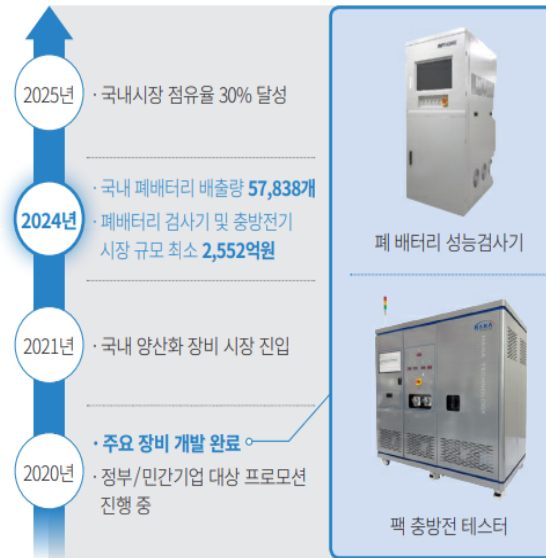 2025년
· 국내시장 점유율 30% 달성
2024년
· 국내 폐배터리 배출량 57,838개
· 폐배터리 검사기 및 충방전기
시장 규모 최소 2,552억원
2021년
· 국내 양산화 장비 시장 진입
2020년
· 주요 장비 개발 완료
· 정부/민간기업 대상 프로모션
진행 중
폐 배터리 성능검사기
HANA
HANA TECHNOLOGY
팩 충방전 테스터